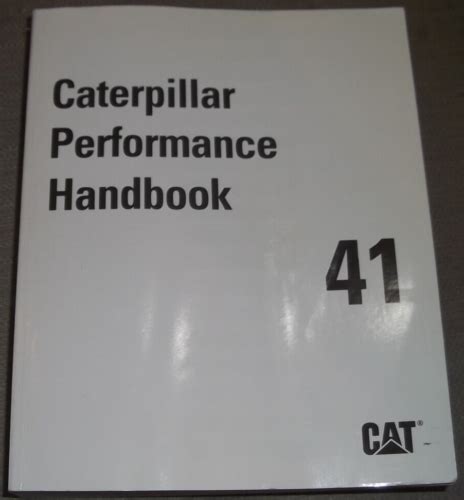 Caterpillar
Performance
Handbook
41
CAT®